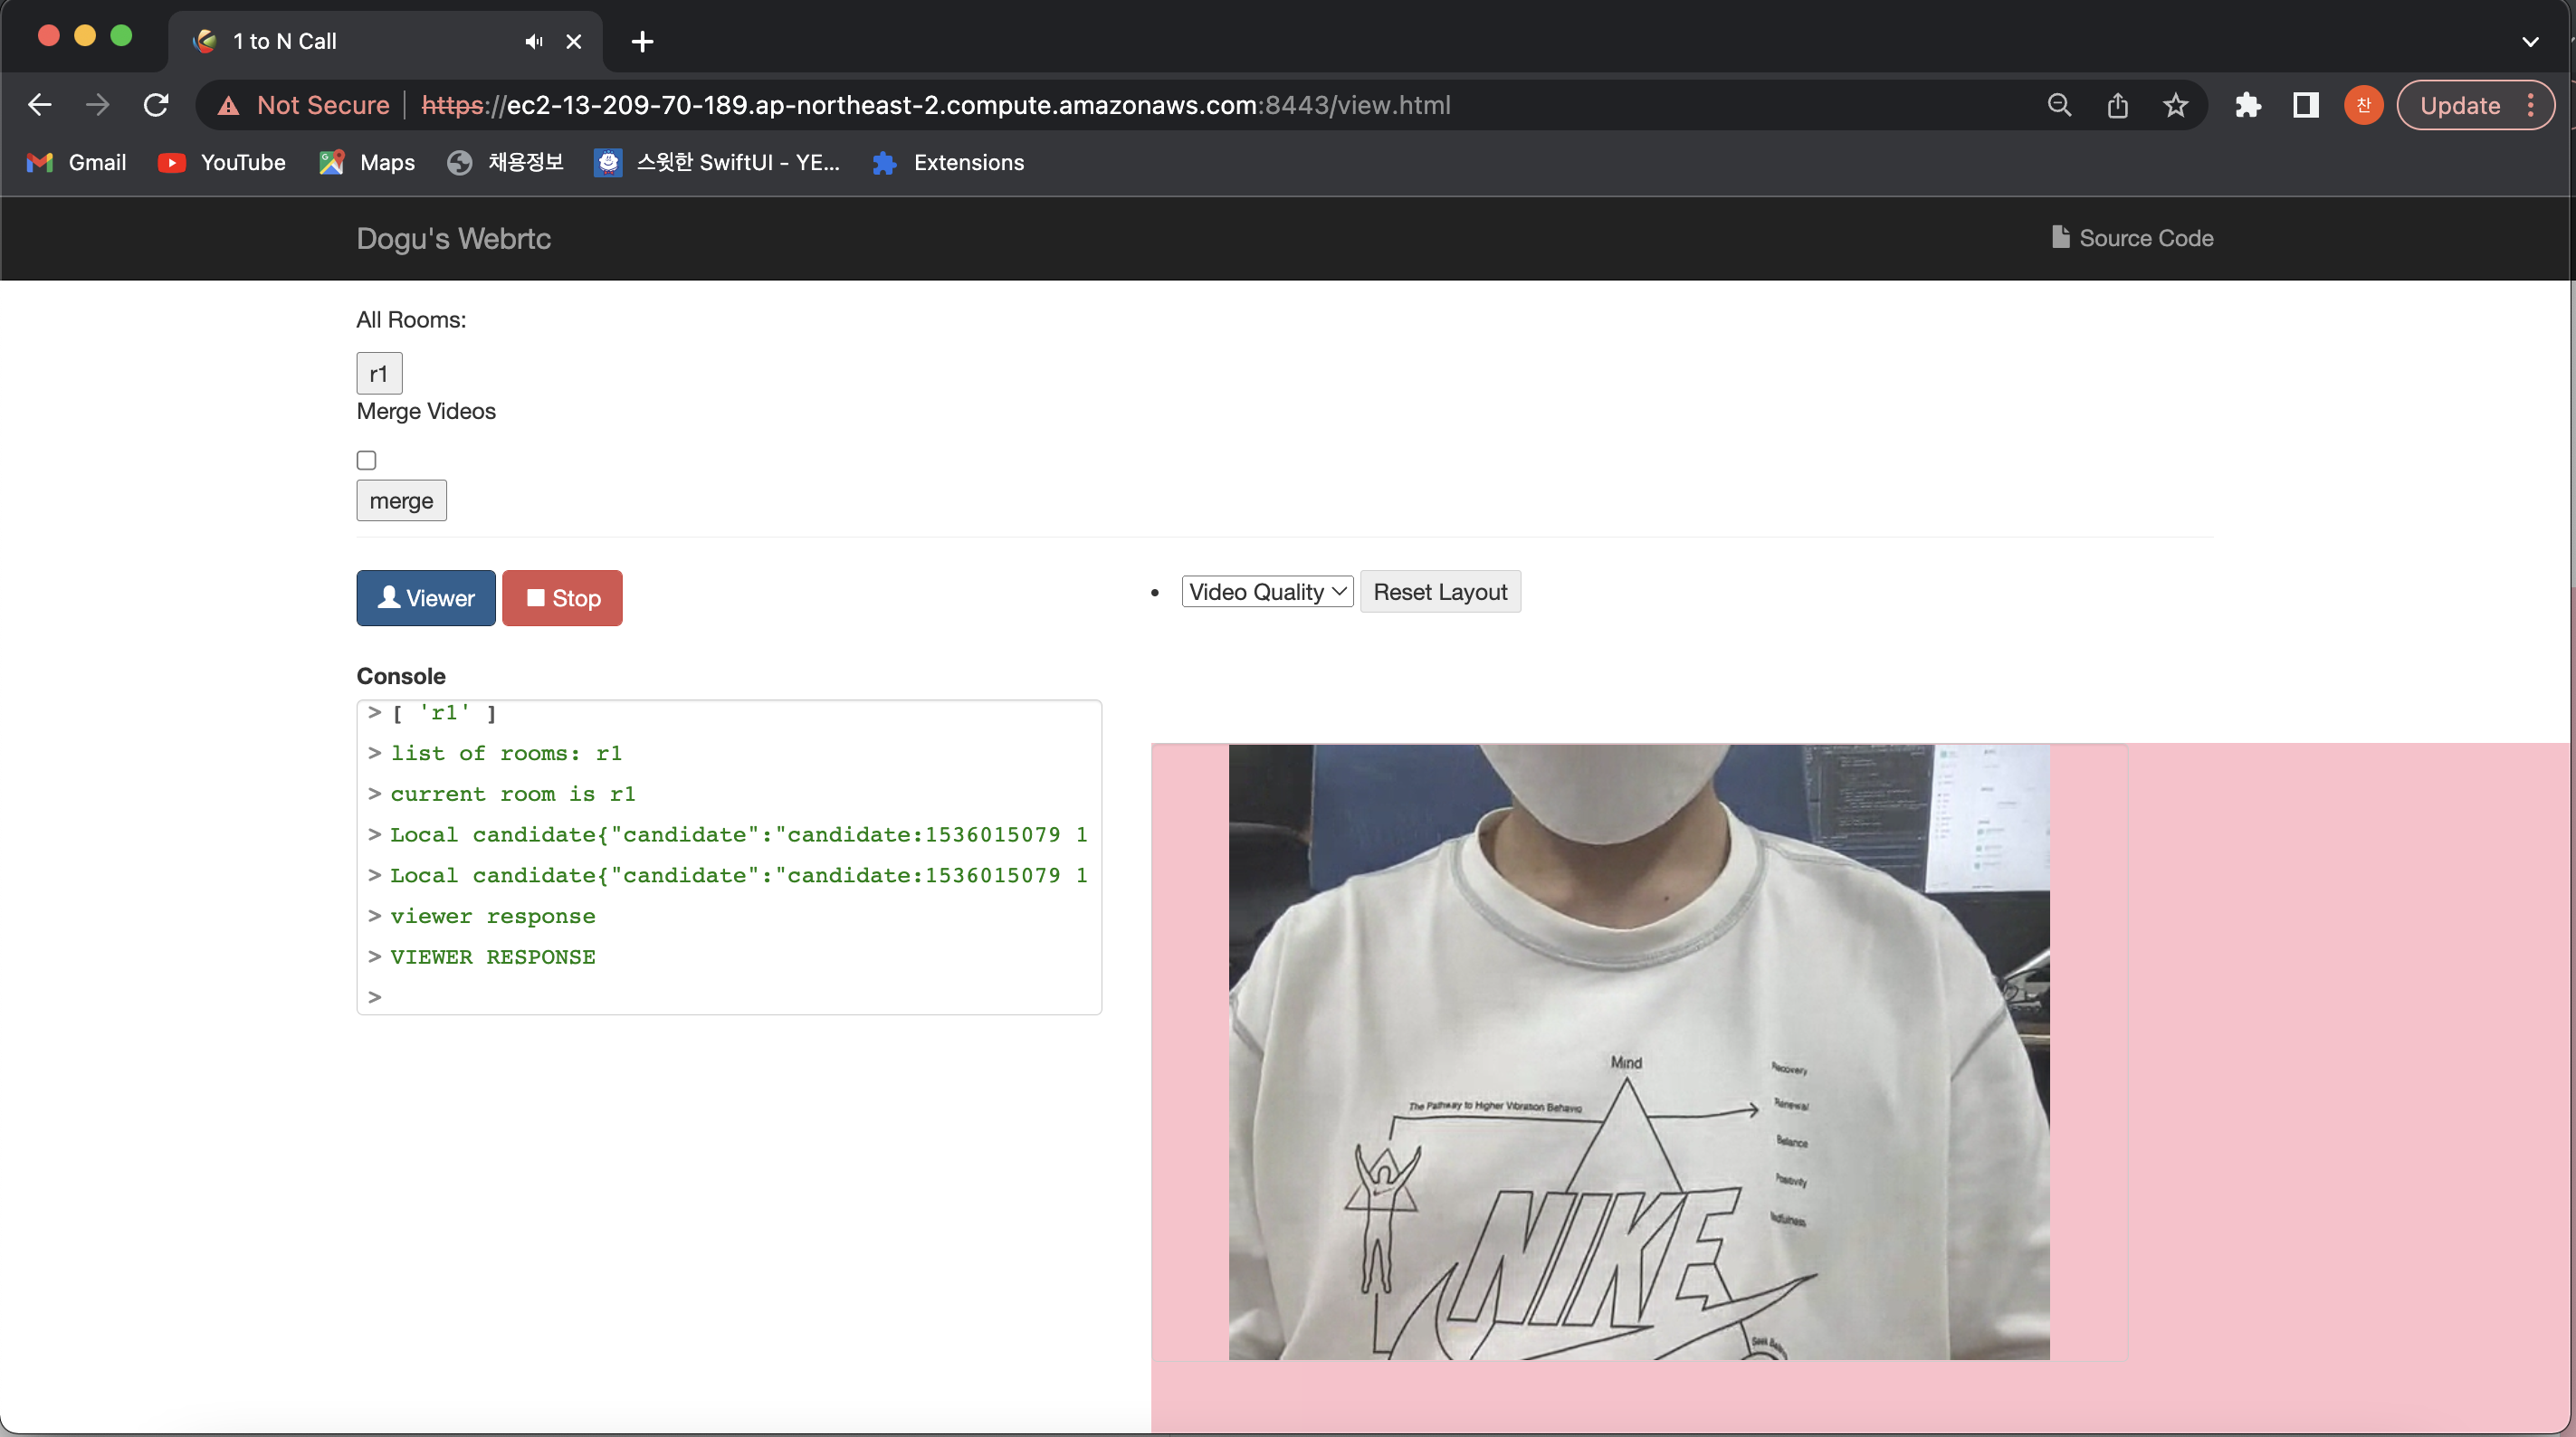 1 to N Call
Not Secure https://ec2-13-209-70-189.ap-northeast-2.compute.amazonaws.com:8443/view.html
찬
Update
Gmail YouTube Maps 채용정보 스윗한 SwiftUI - YE... Extensions
Dogu's Webrtc
Source Code
All Rooms:
r1
Merge Videos
merge
Viewer Stop
Video Quality Reset Layout
Console
> [ 'r1' ]
> list of rooms: r1
> current room is r1
> Local candidate{"candidate":"candidate:1536015079 1
> Local candidate{"candidate":"candidate:1536015079 1
> viewer response
> VIEWER RESPONSE
>
Mind
Recovery
The Pathway to Higher Vibration Behavio
Renewal
Balance
Positivity
NIKE